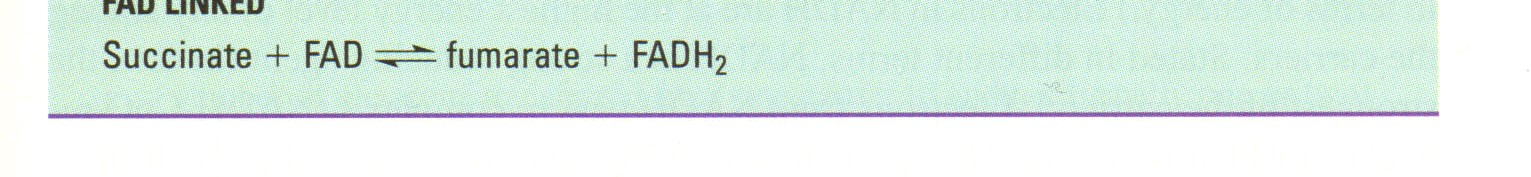 FAD LINKED
Succinate + FAD ⇌ fumarate + FADH₂